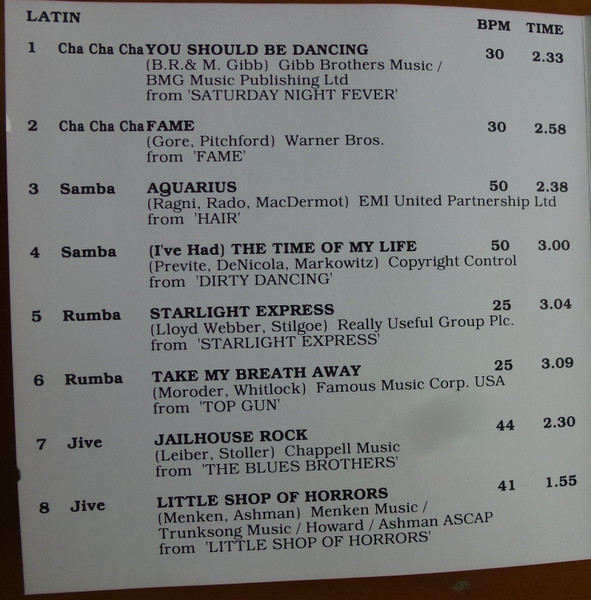 LATIN BPM TIME
1 Cha Cha Cha YOU SHOULD BE DANCING 30 2.33
(B.R.& M. Gibb) Gibb Brothers Music /
BMG Music Publishing Ltd
from 'SATURDAY NIGHT FEVER'
2 Cha Cha Cha FAME 30 2.58
(Gore, Pitchford) Warner Bros.
from 'FAME'
3 Samba AQUARIUS 50 2.38
(Ragni, Rado, MacDermot) EMI United Partnership Ltd
from 'HAIR'
4 Samba (I've Had) THE TIME OF MY LIFE 50 3.00
(Previte, DeNicola, Markowitz) Copyright Control
from 'DIRTY DANCING'
5 Rumba STARLIGHT EXPRESS 25 3.04
(Lloyd Webber, Stilgoe) Really Useful Group Plc.
from 'STARLIGHT EXPRESS'
6 Rumba TAKE MY BREATH AWAY 25 3.09
(Moroder, Whitlock) Famous Music Corp. USA
from 'TOP GUN'
7 Jive JAILHOUSE ROCK 44 2.30
(Leiber, Stoller) Chappell Music
from 'THE BLUES BROTHERS'
8 Jive LITTLE SHOP OF HORRORS 41 1.55
(Menken, Ashman) Menken Music /
Trunksong Music / Howard / Ashman ASCAP
from 'LITTLE SHOP OF HORRORS'